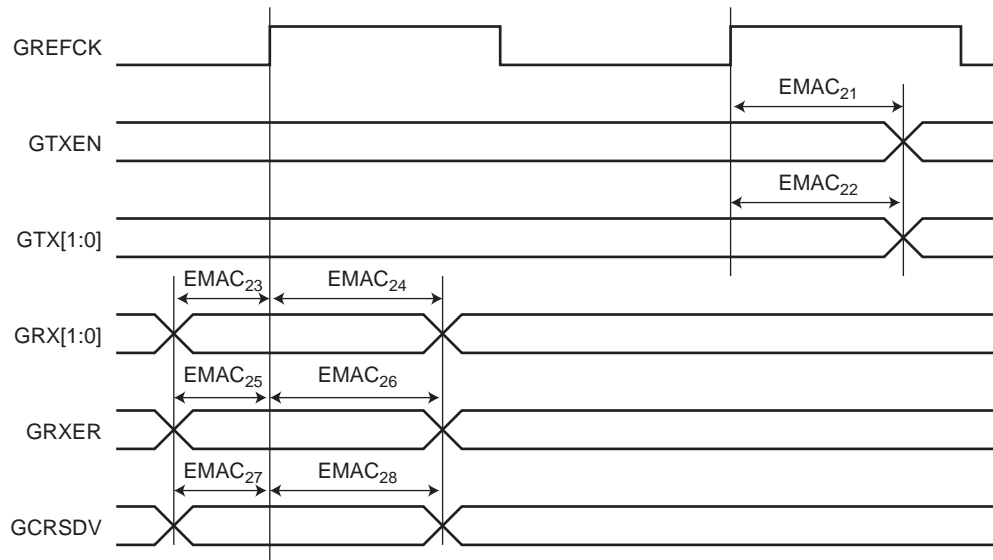 GREFCK
EMAC21
GTXEN
EMAC22
GTX[1:0]
EMAC23 EMAC24
GRX[1:0]
EMAC25 EMAC26
GRXER
EMAC27 EMAC28
GCRSDV